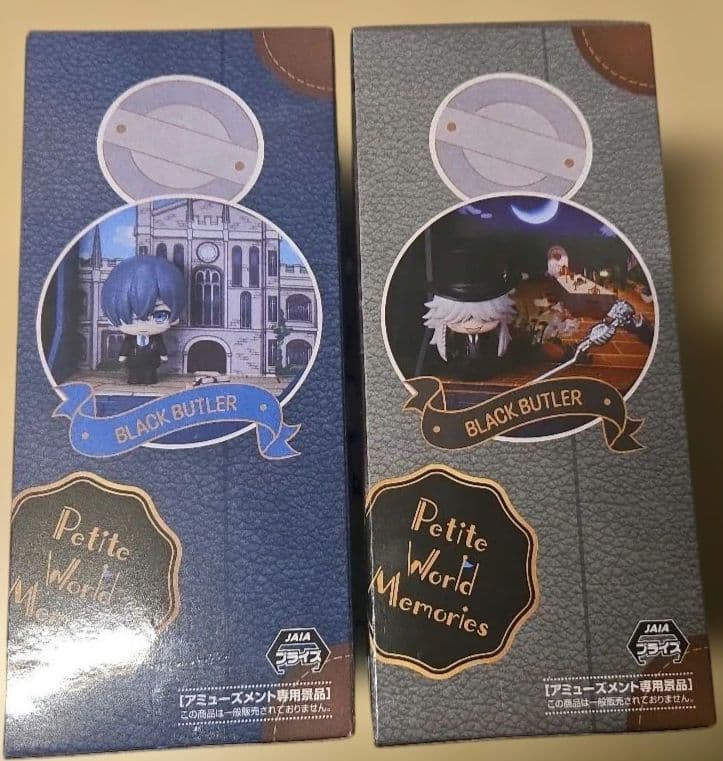 BLACK BUTLER
Petite
World
Memories
JAIA
プライズ
[アミューズメント専用景品]
この商品は一般販売されておりません。
BLACK BUTLER
Petite
World
Memories
JAIA
プライズ
[アミューズメント専用景品]
この商品は一般販売されておりません。